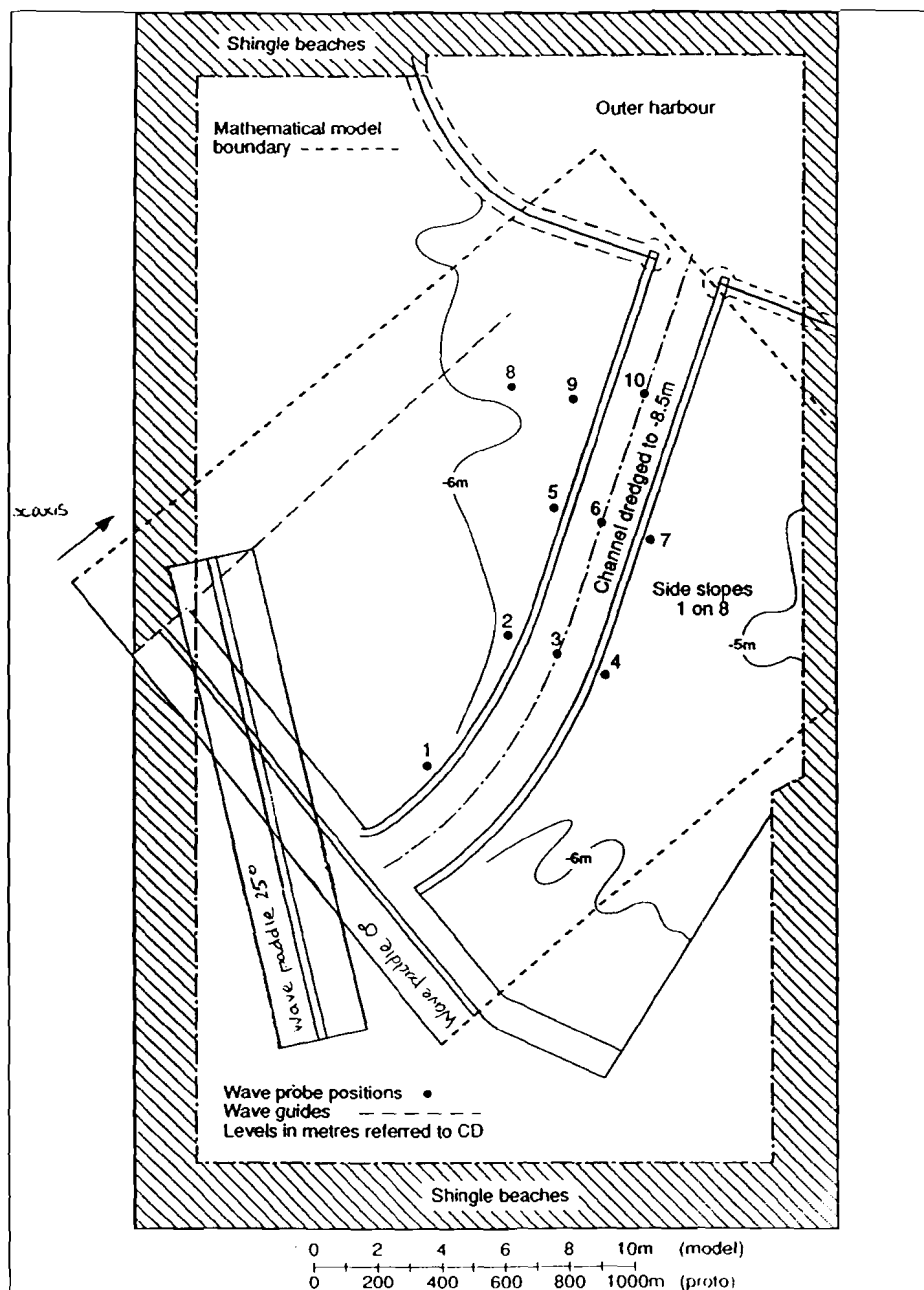 Shingle beaches
Outer harbour
Mathematical model
boundary
8
9
10
-6m
5
6
Channel dredged to -8.5m
7
x axis
Side slopes
1 on 8
2
3
4
-5m
1
-6m
Wave paddle 25°
Wave paddle 0°
Wave probe positions
Wave guides
Levels in metres referred to CD
Shingle beaches
0 2 4 6 8 10m (model)
0 200 400 600 800 1000m (proto)